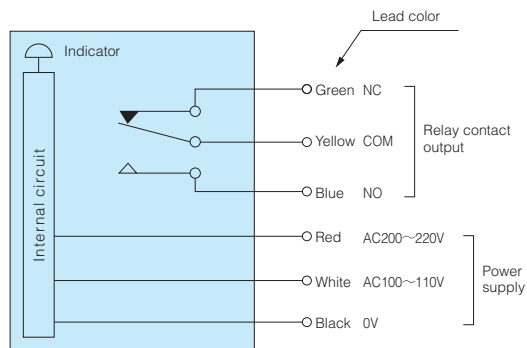 Lead color
Indicator
Green NC
Yellow COM
Relay contact
output
Blue NO
Internal circuit
Red AC200～220V
White AC100～110V
Power
supply
Black 0V